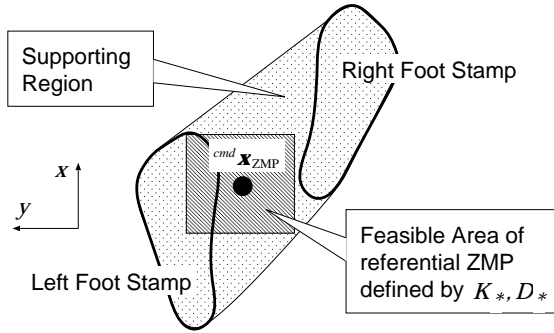 Supporting
Region
Right Foot Stamp
cmd x ZMP
x
y
Left Foot Stamp
Feasible Area of
referential ZMP
defined by K*, D*